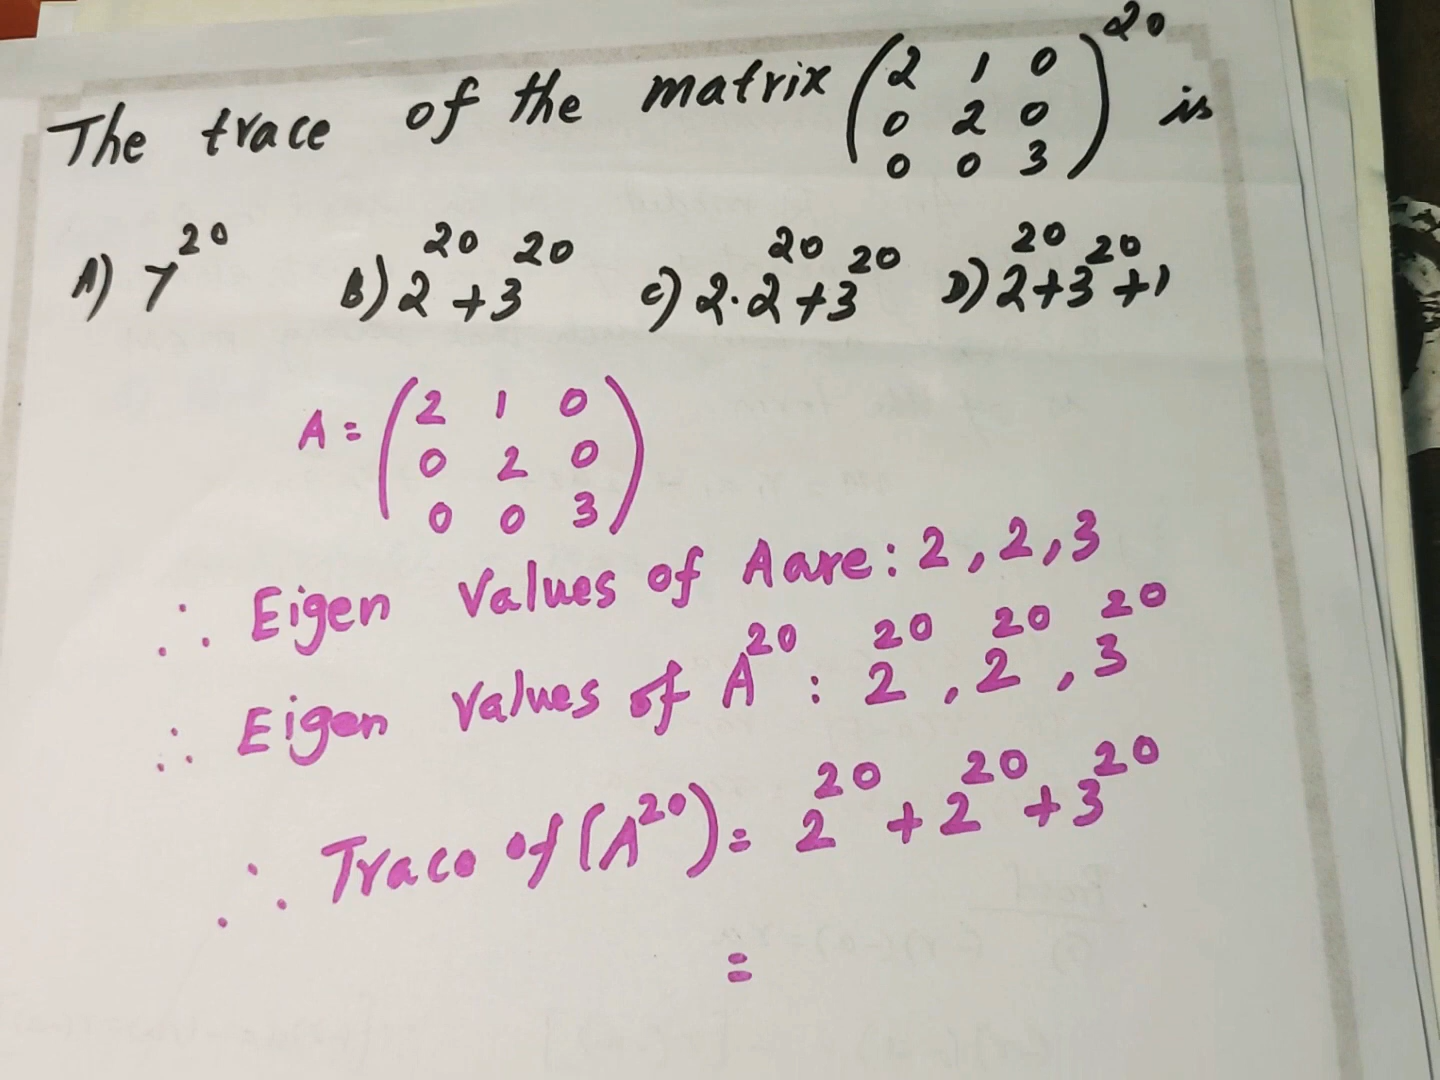 The trace of the matrix (2 1 0 0 2 0 0 0 3)^20 is
A) 7^20 B) 2^20 + 3^20 C) 2·2^20 + 3^20 D) 2^20 + 3^20 + 1
A = (2 1 0
0 2 0
0 0 3)
∴ Eigen Values of A are: 2, 2, 3
∴ Eigen Values of A^20 : 2^20, 2^20, 3^20
∴ Trace of (A^20) = 2^20 + 2^20 + 3^20
=